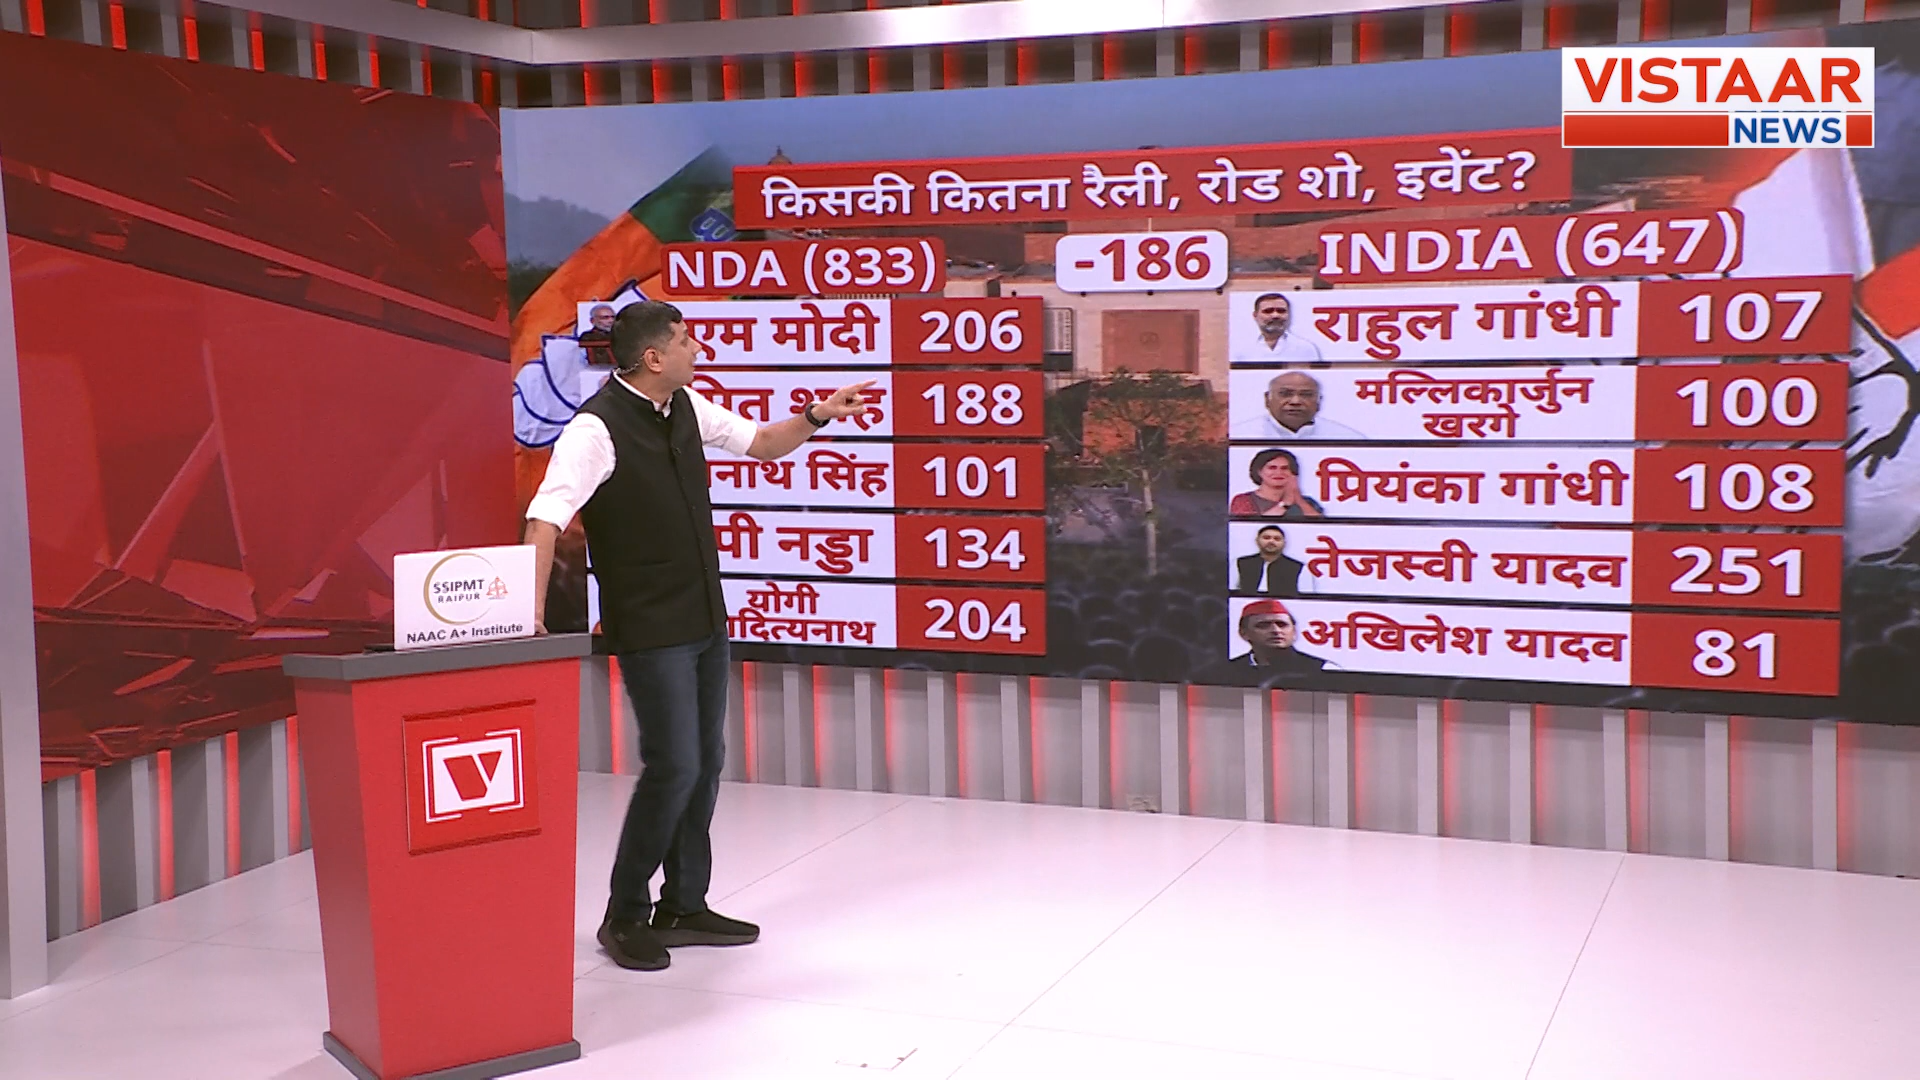 VISTAAR
NEWS
किसकी कितना रैली, रोड शो, इवेंट?
NDA (833)
-186
INDIA (647)
मोदी 206
188
सिंह 101
नड्डा 134
योगी
204
राहुल गांधी 107
मल्लिकार्जुन
खरगे 100
प्रियंका गांधी 108
तेजस्वी यादव 251
अखिलेश यादव 81
SSIPMT
RAIPUR
NAAC A+ Institute
V